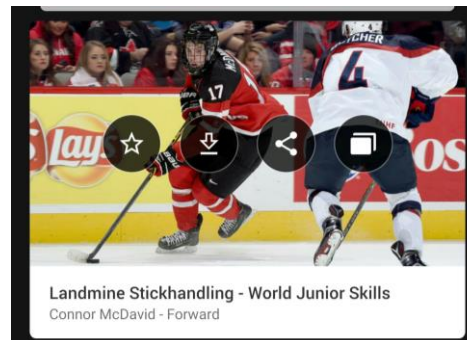 17
4
Lay's
Landmine Stickhandling - World Junior Skills
Connor McDavid - Forward